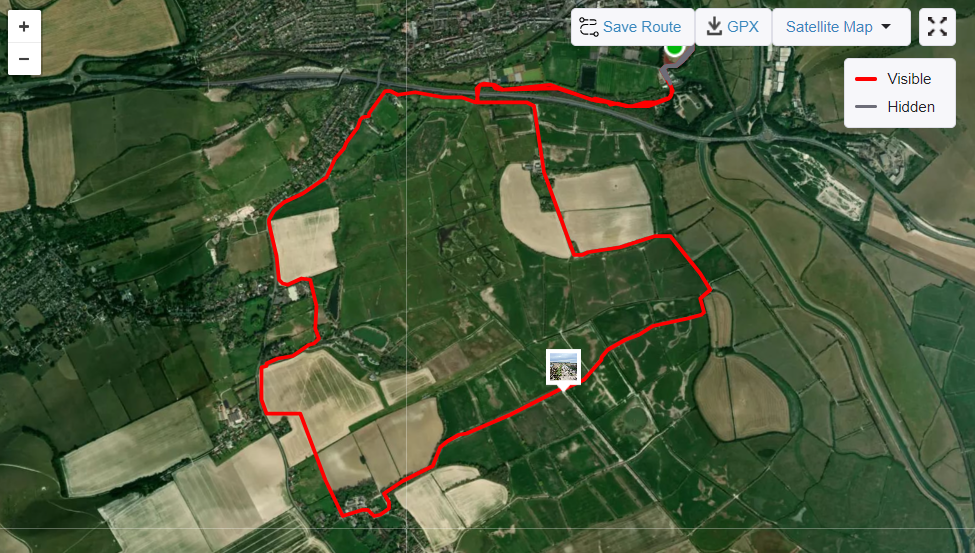 +
Save Route
GPX
Satellite Map
−
Visible
Hidden